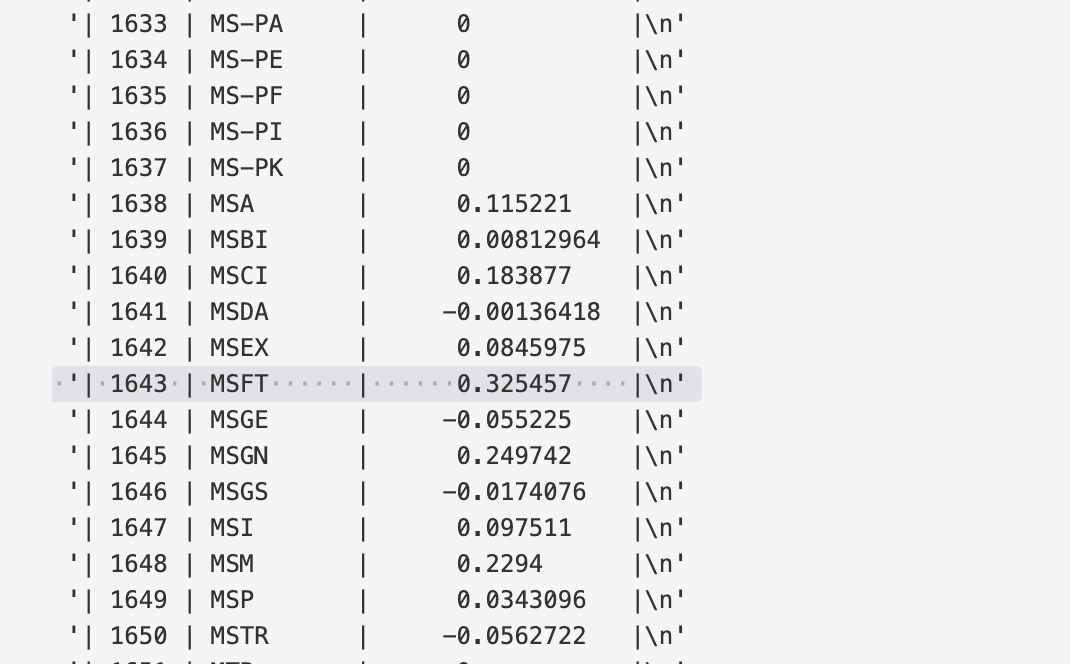 '| 1633 | MS-PA     |      0           |\n'
'| 1634 | MS-PE     |      0           |\n'
'| 1635 | MS-PF     |      0           |\n'
'| 1636 | MS-PI     |      0           |\n'
'| 1637 | MS-PK     |      0           |\n'
'| 1638 | MSA       |      0.115221    |\n'
'| 1639 | MSBI      |      0.00812964  |\n'
'| 1640 | MSCI      |      0.183877    |\n'
'| 1641 | MSDA      |     -0.00136418  |\n'
'| 1642 | MSEX      |      0.0845975   |\n'
'| 1643 | MSFT      |      0.325457    |\n'
'| 1644 | MSGE      |     -0.055225    |\n'
'| 1645 | MSGN      |      0.249742    |\n'
'| 1646 | MSGS      |     -0.0174076   |\n'
'| 1647 | MSI       |      0.097511    |\n'
'| 1648 | MSM       |      0.2294      |\n'
'| 1649 | MSP       |      0.0343096   |\n'
'| 1650 | MSTR      |     -0.0562722   |\n'